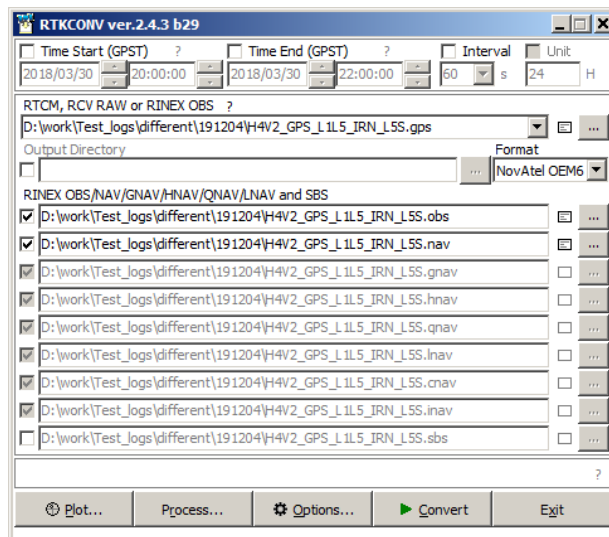 RTKCONV ver.2.4.3 b29
Time Start (GPST) ? Time End (GPST) ? Interval Unit
2018/03/30 20:00:00 2018/03/30 22:00:00 60 s 24 H
RTCM, RCV RAW or RINEX OBS ?
D:\work\Test_logs\different\191204\H4V2_GPS_L1L5_IRN_L5S.gps ...
Output Directory Format
... NovAtel OEM6
RINEX OBS/NAV/GNAV/HNAV/QNAV/LNAV and SBS
D:\work\Test_logs\different\191204\H4V2_GPS_L1L5_IRN_L5S.obs ...
D:\work\Test_logs\different\191204\H4V2_GPS_L1L5_IRN_L5S.nav ...
D:\work\Test_logs\different\191204\H4V2_GPS_L1L5_IRN_L5S.gnav ...
D:\work\Test_logs\different\191204\H4V2_GPS_L1L5_IRN_L5S.hnav ...
D:\work\Test_logs\different\191204\H4V2_GPS_L1L5_IRN_L5S.qnav ...
D:\work\Test_logs\different\191204\H4V2_GPS_L1L5_IRN_L5S.lnav ...
D:\work\Test_logs\different\191204\H4V2_GPS_L1L5_IRN_L5S.cnav ...
D:\work\Test_logs\different\191204\H4V2_GPS_L1L5_IRN_L5S.inav ...
D:\work\Test_logs\different\191204\H4V2_GPS_L1L5_IRN_L5S.sbs ...
?
Plot... Process... Options... Convert Exit